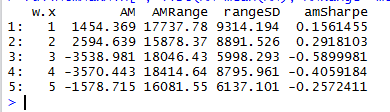 w.x AM AMRange rangeSD amSharpe
1: 1 1454.369 17737.78 9314.194 0.1561455
2: 2 2594.639 15878.37 8891.526 0.2918103
3: 3 -3538.981 18046.43 5998.293 -0.5899981
4: 4 -3570.443 18414.64 8795.961 -0.4059184
5: 5 -1578.715 16081.55 6137.101 -0.2572411
>